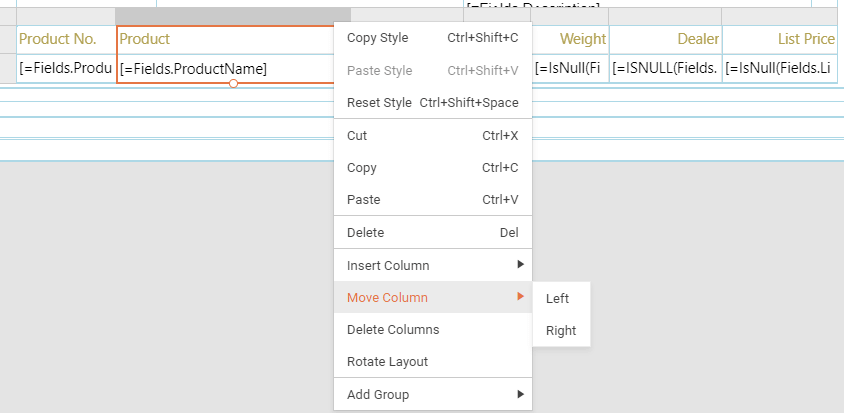 [=Fields.Description]
Product No.
Product
Weight
Dealer
List Price
[=Fields.Produ
[=Fields.ProductName]
[=IsNull(Fi
[=ISNULL(Fields.
[=IsNull(Fields.Li
Copy Style Ctrl+Shift+C
Paste Style Ctrl+Shift+V
Reset Style Ctrl+Shift+Space
Cut Ctrl+X
Copy Ctrl+C
Paste Ctrl+V
Delete Del
Insert Column
Move Column
Left
Right
Delete Columns
Rotate Layout
Add Group